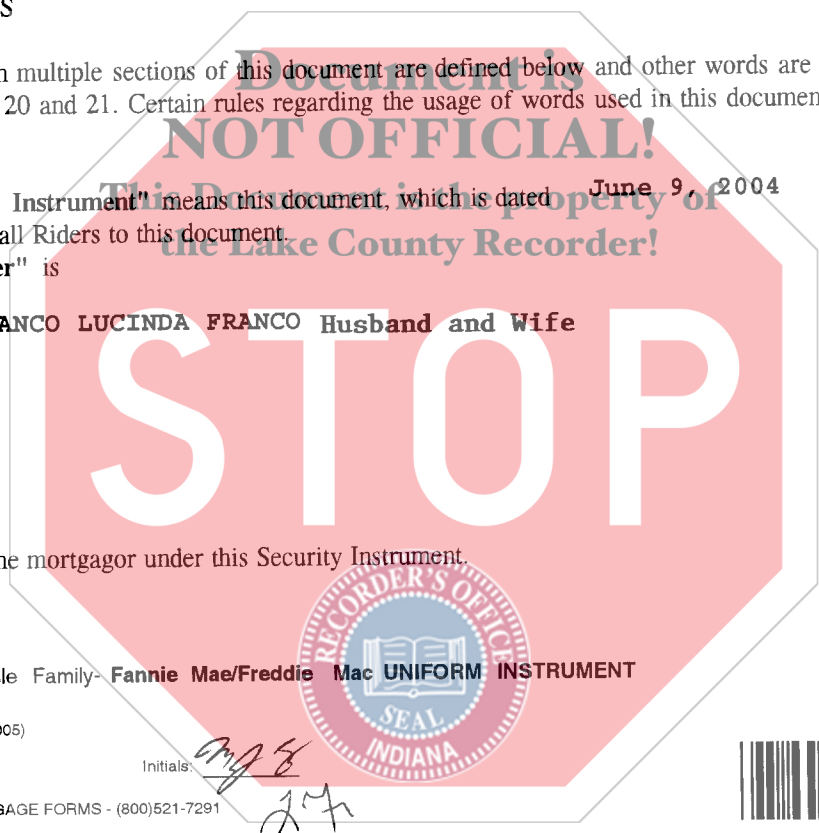 S
n multiple sections of this document are defined below and other words are
20 and 21. Certain rules regarding the usage of words used in this documen
Document is
NOT OFFICIAL!
This Document is the property of
the Lake County Recorder!
Instrument" means this document, which is dated June 9, 2004
all Riders to this document.
er" is
ANCO LUCINDA FRANCO Husband and Wife
STOP
he mortgagor under this Security Instrument.
RECORDER'S OFFICE
SEAL
INDIANA
le Family- Fannie Mae/Freddie Mac UNIFORM INSTRUMENT
005)
Initials:
GAGE FORMS - (800)521-7291